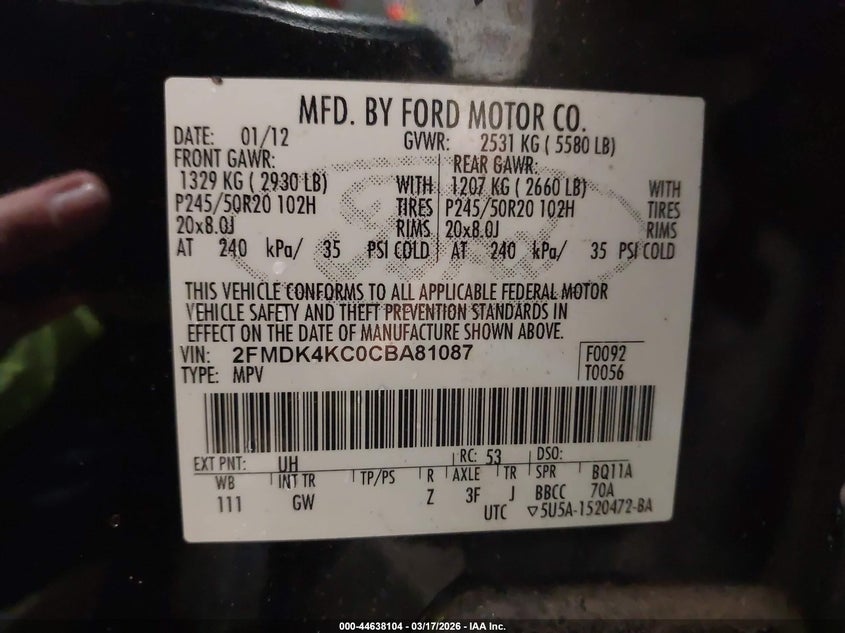 MFD. BY FORD MOTOR CO.
DATE: 01/12 GVWR: 2531 KG ( 5580 LB)
FRONT GAWR: REAR GAWR:
1329 KG ( 2930 LB) WITH 1207 KG ( 2660 LB) WITH
P245/50R20 102H TIRES P245/50R20 102H TIRES
20x8.0J RIMS 20x8.0J RIMS
AT 240 kPa/ 35 PSI COLD AT 240 kPa/ 35 PSI COLD
THIS VEHICLE CONFORMS TO ALL APPLICABLE FEDERAL MOTOR
VEHICLE SAFETY AND THEFT PREVENTION STANDARDS IN
EFFECT ON THE DATE OF MANUFACTURE SHOWN ABOVE.
VIN: 2FMDK4KC0CBA81087 F0092
TYPE: MPV T0056
EXT PNT: UH RC: 53 DSO:
WB INT TR TP/PS R AXLE TR SPR BQ11A
111 GW Z 3F J BBCC 70A
UTC ▽5U5A-1520472-BA
000-44638104 - 03/17/2026 - IAA Inc.